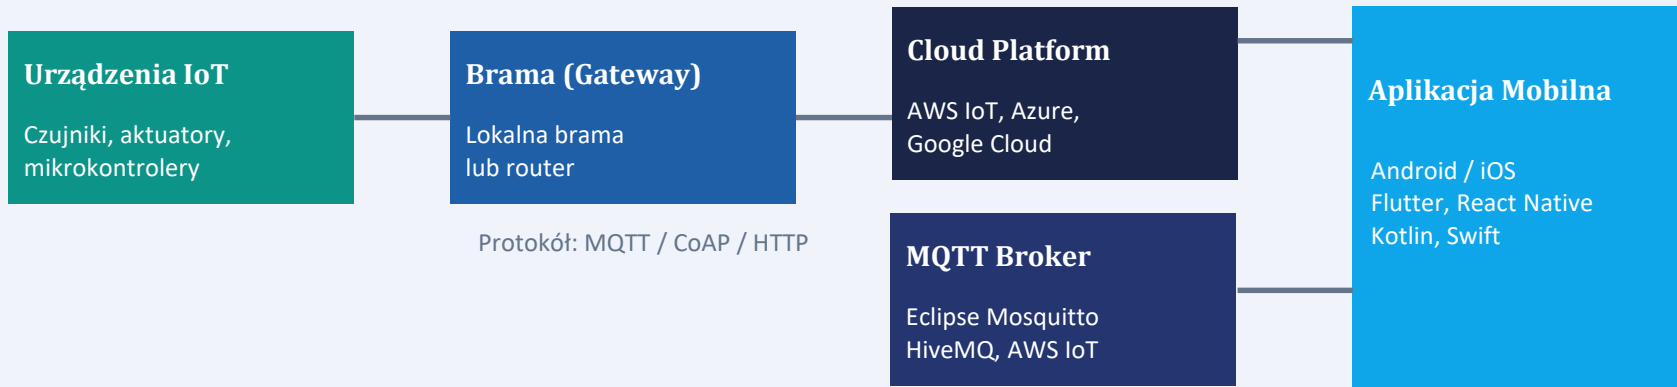 Urządzenia IoT
Czujniki, aktuatory,
mikrokontrolery
Brama (Gateway)
Lokalna brama
lub router
Protokół: MQTT / CoAP / HTTP
Cloud Platform
AWS IoT, Azure,
Google Cloud
MQTT Broker
Eclipse Mosquitto
HiveMQ, AWS IoT
Aplikacja Mobilna
Android / iOS
Flutter, React Native
Kotlin, Swift